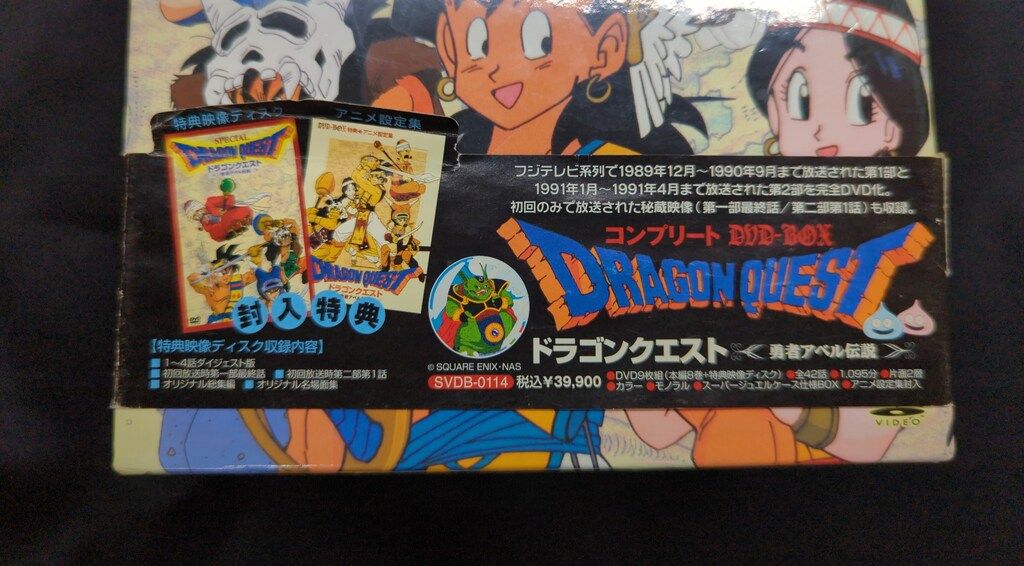 特典映像ディスク
アニメ設定集
SPECIAL
DRAGON QUEST
ドラゴンクエスト
DVD-BOX特典★アニメ設定集
DRAGON QUEST
ドラゴンクエスト
封入特典
【特典映像ディスク収録内容】
■1〜4話ダイジェスト版
■初回放送時第一部最終話 ■初回放送時第二部第1話
■オリジナル総集編 ■オリジナル名場面集
フジテレビ系列で1989年12月〜1990年9月まで放送された第1部と
1991年1月〜1991年4月まで放送された第2部を完全DVD化。
初回のみで放送された秘蔵映像（第一部最終話/第二部第1話）も収録。
コンプリート DVD-BOX
DRAGON QUEST
ドラゴンクエスト 勇者アベル伝説
© SQUARE ENIX・NAS
SVDB-0114 税込¥39,900
●DVD9枚組（本編8巻+特典映像ディスク）●全42話●1,095分●片面2層
●カラー●モノラル●スーパージュエルケース仕様BOX●アニメ設定集封入
VIDEO